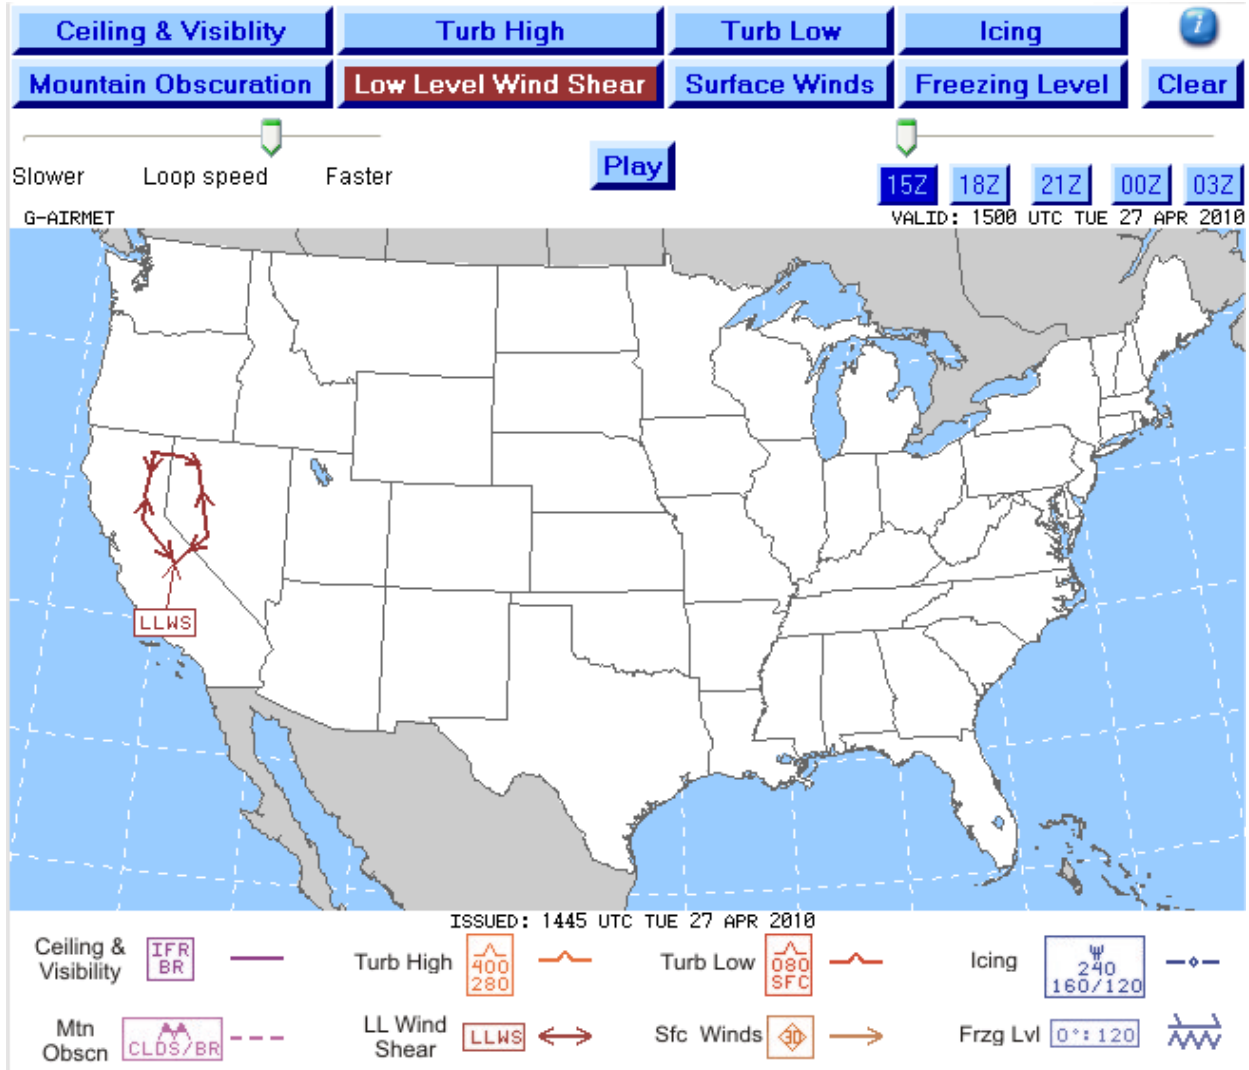 Ceiling & Visiblity Turb High Turb Low Icing i
Mountain Obscuration Low Level Wind Shear Surface Winds Freezing Level Clear
Slower Loop speed Faster
Play
15Z 18Z 21Z 00Z 03Z
G-AIRMET
VALID: 1500 UTC TUE 27 APR 2010
LLWS
ISSUED: 1445 UTC TUE 27 APR 2010
Ceiling &
Visibility
IFR
BR
Turb High
400
280
Turb Low
080
SFC
Icing
240
160/120
Mtn
Obscn
CLDS/BR
LL Wind
Shear
LLWS
Sfc Winds
30
Frzg Lvl
0°:120